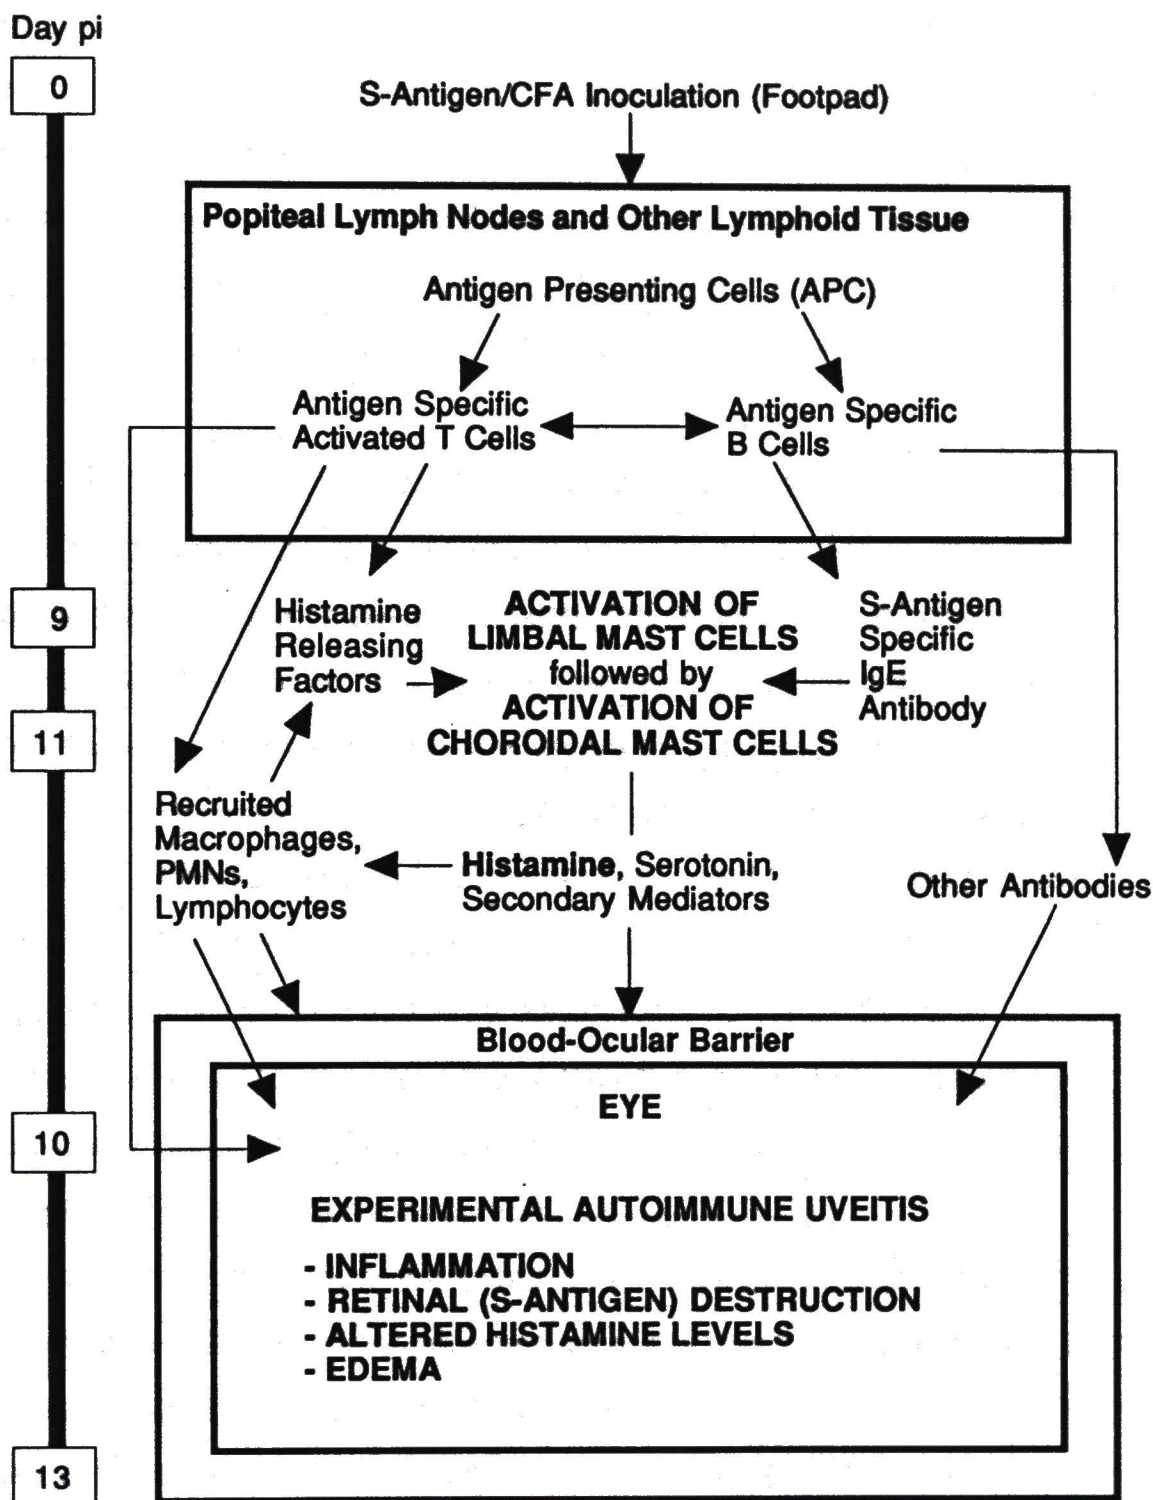 Day pi
0
S-Antigen/CFA Inoculation (Footpad)
Popiteal Lymph Nodes and Other Lymphoid Tissue
Antigen Presenting Cells (APC)
Antigen Specific
Activated T Cells
Antigen Specific
B Cells
9
Histamine
Releasing
Factors
ACTIVATION OF
LIMBAL MAST CELLS
followed by
ACTIVATION OF
CHOROIDAL MAST CELLS
S-Antigen
Specific
IgE
Antibody
11
Recruited
Macrophages,
PMNs,
Lymphocytes
Histamine, Serotonin,
Secondary Mediators
Other Antibodies
Blood-Ocular Barrier
EYE
10
EXPERIMENTAL AUTOIMMUNE UVEITIS
- INFLAMMATION
- RETINAL (S-ANTIGEN) DESTRUCTION
- ALTERED HISTAMINE LEVELS
- EDEMA
13